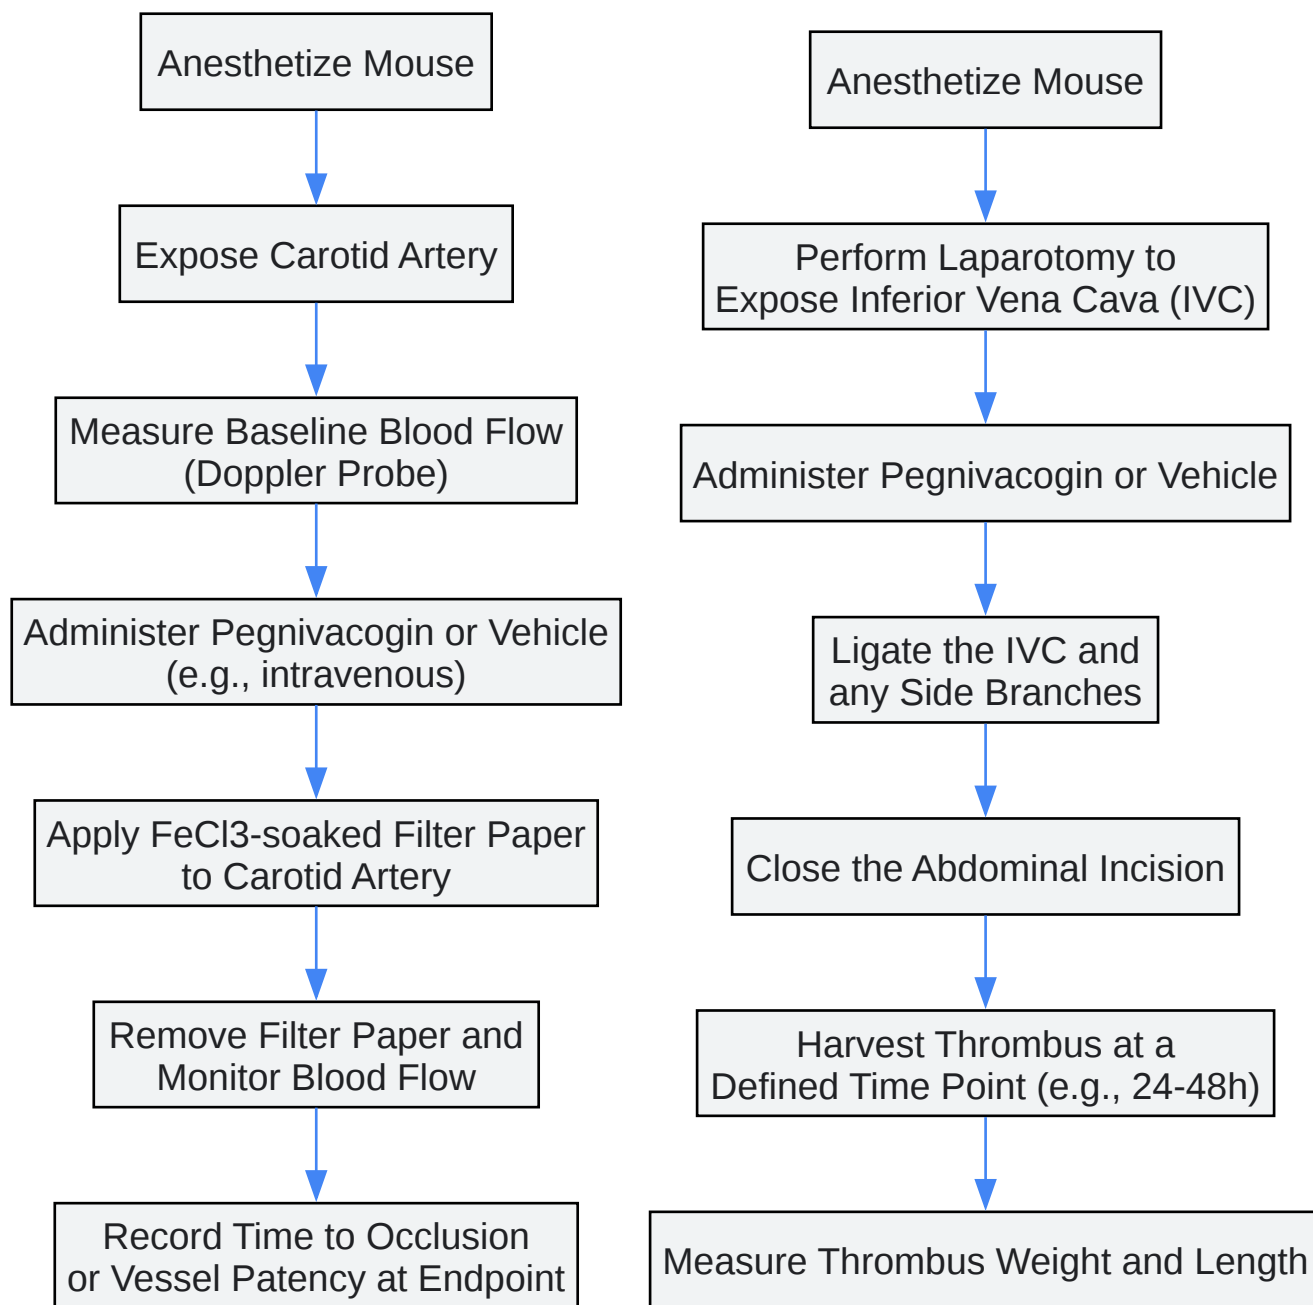 Anesthetize Mouse
Expose Carotid Artery
Measure Baseline Blood Flow
(Doppler Probe)
Administer Pegnivacogin or Vehicle
(e.g., intravenous)
Apply FeCl3-soaked Filter Paper
to Carotid Artery
Remove Filter Paper and
Monitor Blood Flow
Record Time to Occlusion
or Vessel Patency at Endpoint
Anesthetize Mouse
Perform Laparotomy to
Expose Inferior Vena Cava (IVC)
Administer Pegnivacogin or Vehicle
Ligate the IVC and
any Side Branches
Close the Abdominal Incision
Harvest Thrombus at a
Defined Time Point (e.g., 24-48h)
Measure Thrombus Weight and Length